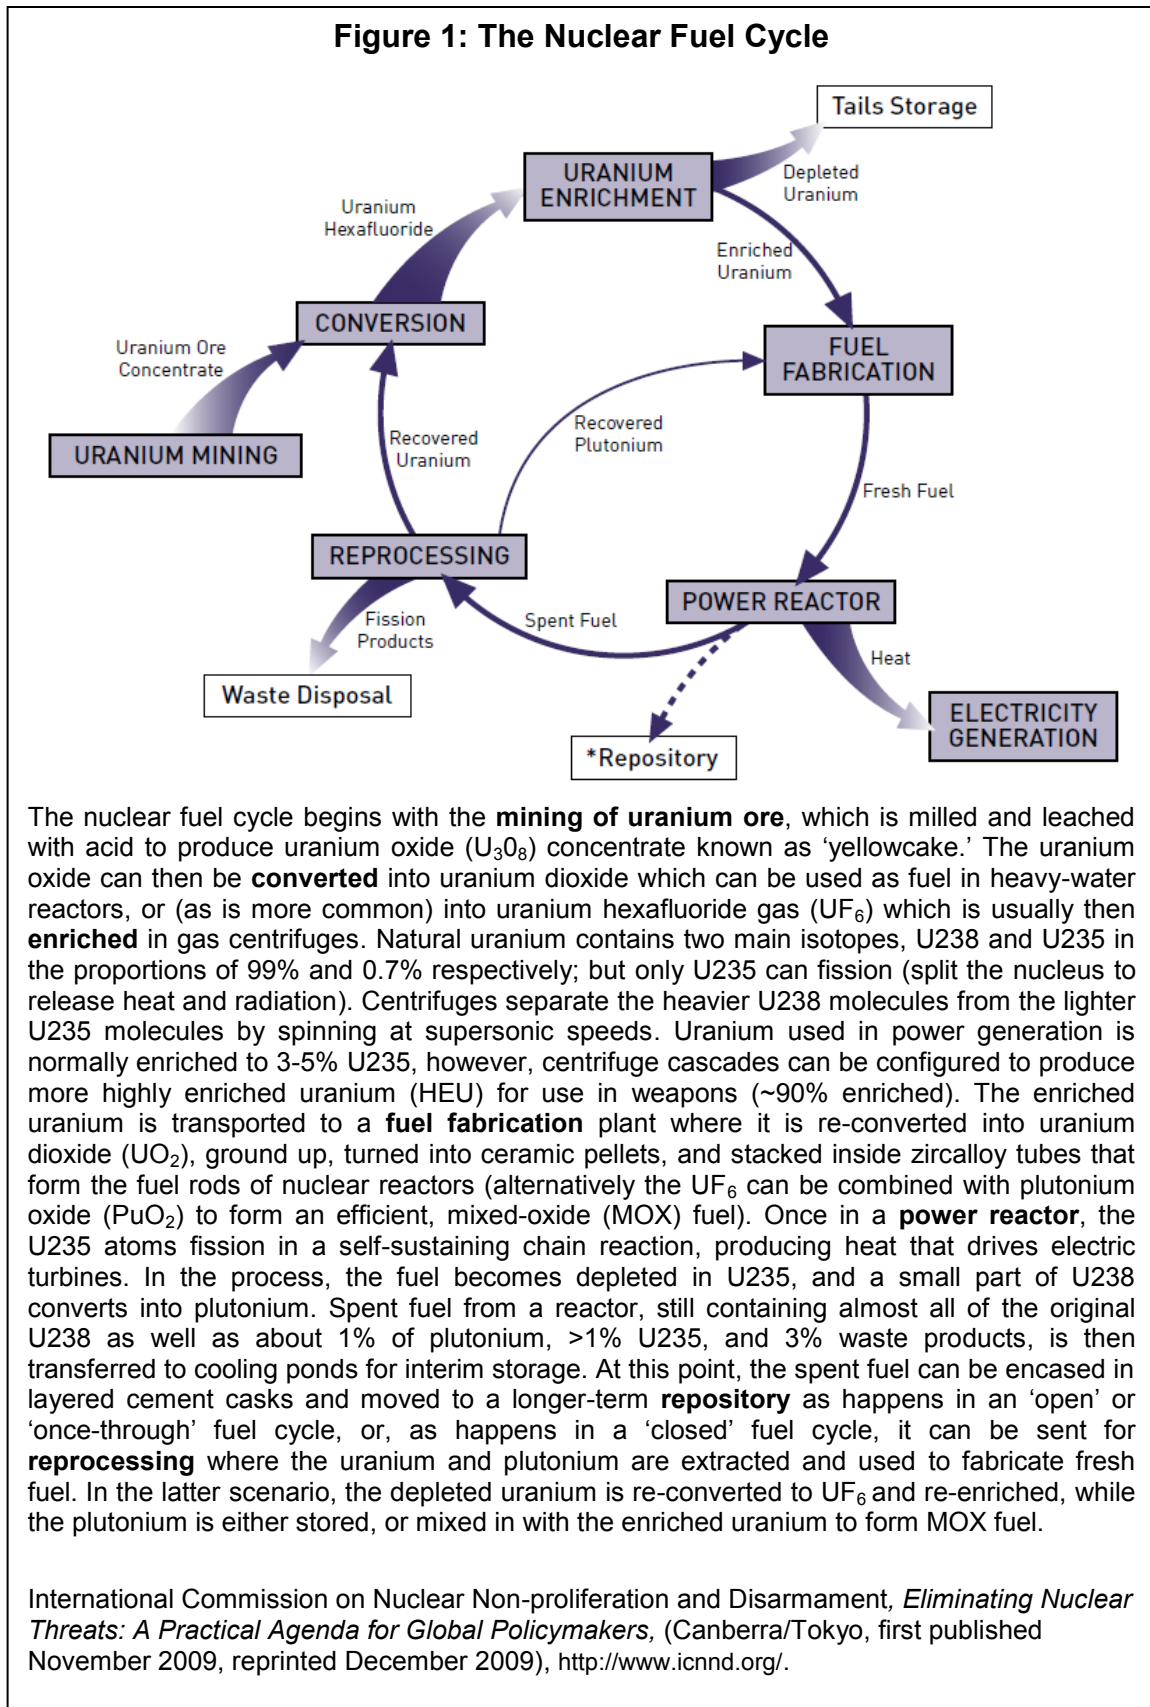 Figure 1: The Nuclear Fuel Cycle
Tails Storage
URANIUM
ENRICHMENT
Depleted
Uranium
Uranium
Hexafluoride
Enriched
Uranium
CONVERSION
FUEL
FABRICATION
Uranium Ore
Concentrate
Recovered
Uranium
Recovered
Plutonium
URANIUM MINING
Fresh Fuel
REPROCESSING
POWER REACTOR
Fission
Products
Spent Fuel
Heat
Waste Disposal
ELECTRICITY
GENERATION
*Repository
The nuclear fuel cycle begins with the mining of uranium ore, which is milled and leached
with acid to produce uranium oxide (U₃0₈) concentrate known as ‘yellowcake.’ The uranium
oxide can then be converted into uranium dioxide which can be used as fuel in heavy-water
reactors, or (as is more common) into uranium hexafluoride gas (UF₆) which is usually then
enriched in gas centrifuges. Natural uranium contains two main isotopes, U238 and U235 in
the proportions of 99% and 0.7% respectively; but only U235 can fission (split the nucleus to
release heat and radiation). Centrifuges separate the heavier U238 molecules from the lighter
U235 molecules by spinning at supersonic speeds. Uranium used in power generation is
normally enriched to 3-5% U235, however, centrifuge cascades can be configured to produce
more highly enriched uranium (HEU) for use in weapons (~90% enriched). The enriched
uranium is transported to a fuel fabrication plant where it is re-converted into uranium
dioxide (UO₂), ground up, turned into ceramic pellets, and stacked inside zircalloy tubes that
form the fuel rods of nuclear reactors (alternatively the UF₆ can be combined with plutonium
oxide (PuO₂) to form an efficient, mixed-oxide (MOX) fuel). Once in a power reactor, the
U235 atoms fission in a self-sustaining chain reaction, producing heat that drives electric
turbines. In the process, the fuel becomes depleted in U235, and a small part of U238
converts into plutonium. Spent fuel from a reactor, still containing almost all of the original
U238 as well as about 1% of plutonium, >1% U235, and 3% waste products, is then
transferred to cooling ponds for interim storage. At this point, the spent fuel can be encased in
layered cement casks and moved to a longer-term repository as happens in an ‘open’ or
‘once-through’ fuel cycle, or, as happens in a ‘closed’ fuel cycle, it can be sent for
reprocessing where the uranium and plutonium are extracted and used to fabricate fresh
fuel. In the latter scenario, the depleted uranium is re-converted to UF₆ and re-enriched, while
the plutonium is either stored, or mixed in with the enriched uranium to form MOX fuel.
International Commission on Nuclear Non-proliferation and Disarmament, Eliminating Nuclear
Threats: A Practical Agenda for Global Policymakers, (Canberra/Tokyo, first published
November 2009, reprinted December 2009), http://www.icnnd.org/.